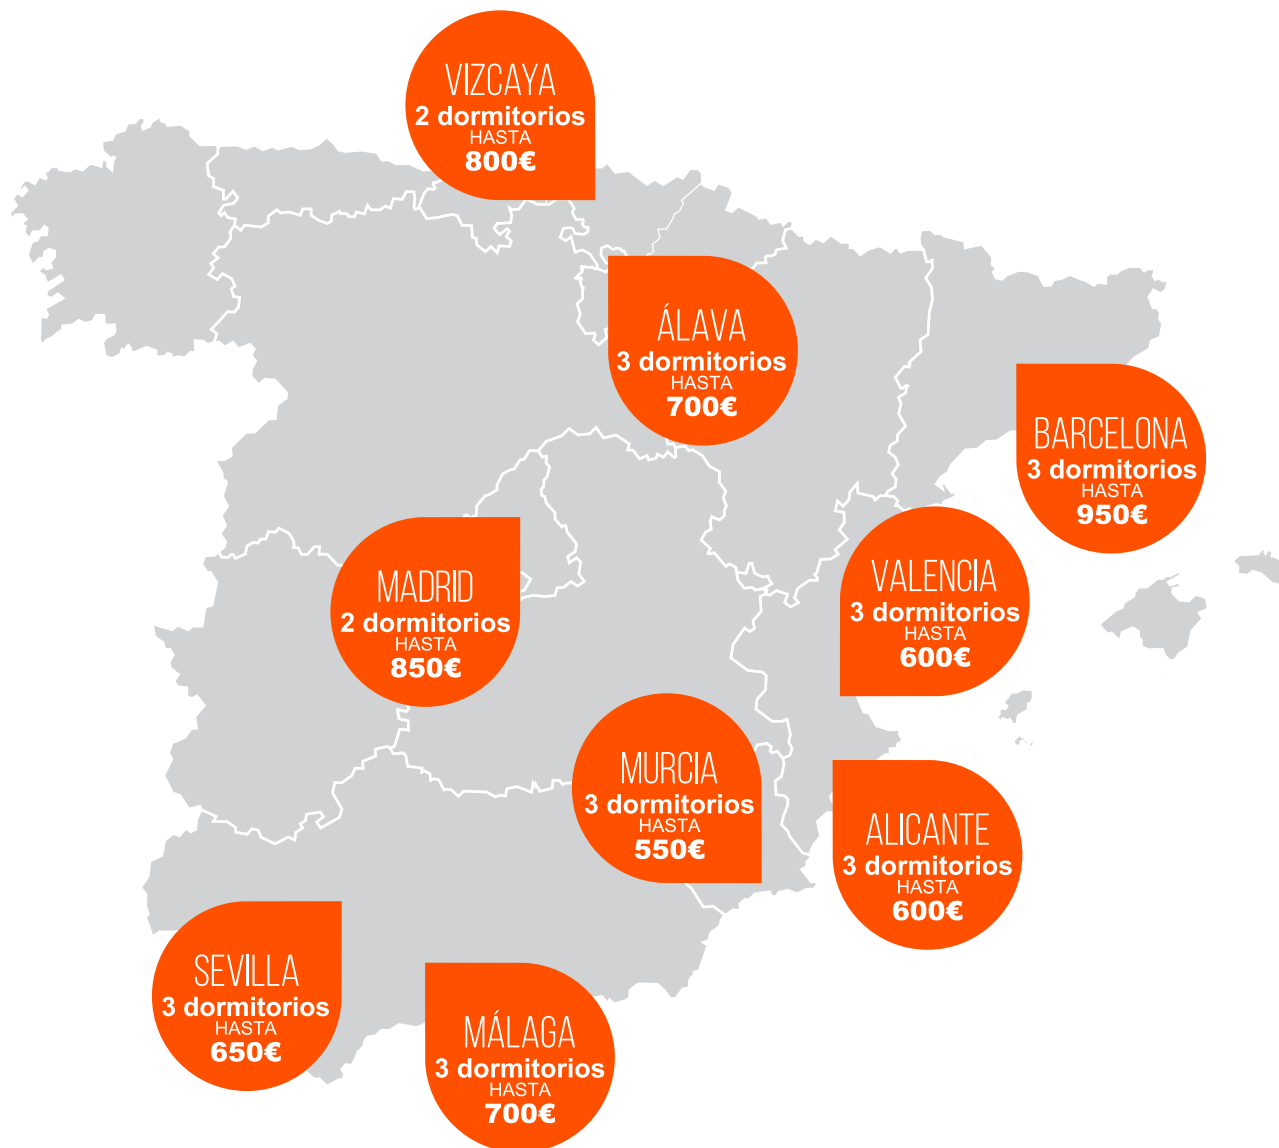 VIZCAYA
2 dormitorios
HASTA
800€
ÁLAVA
3 dormitorios
HASTA
700€
BARCELONA
3 dormitorios
HASTA
950€
MADRID
2 dormitorios
HASTA
850€
VALENCIA
3 dormitorios
HASTA
600€
MURCIA
3 dormitorios
HASTA
550€
ALICANTE
3 dormitorios
HASTA
600€
SEVILLA
3 dormitorios
HASTA
650€
MÁLAGA
3 dormitorios
HASTA
700€